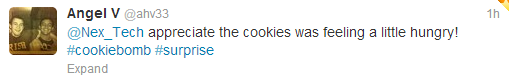 Angel V @ahv33 1h
@Nex_Tech appreciate the cookies was feeling a little hungry!
#cookiebomb #surprise
Expand